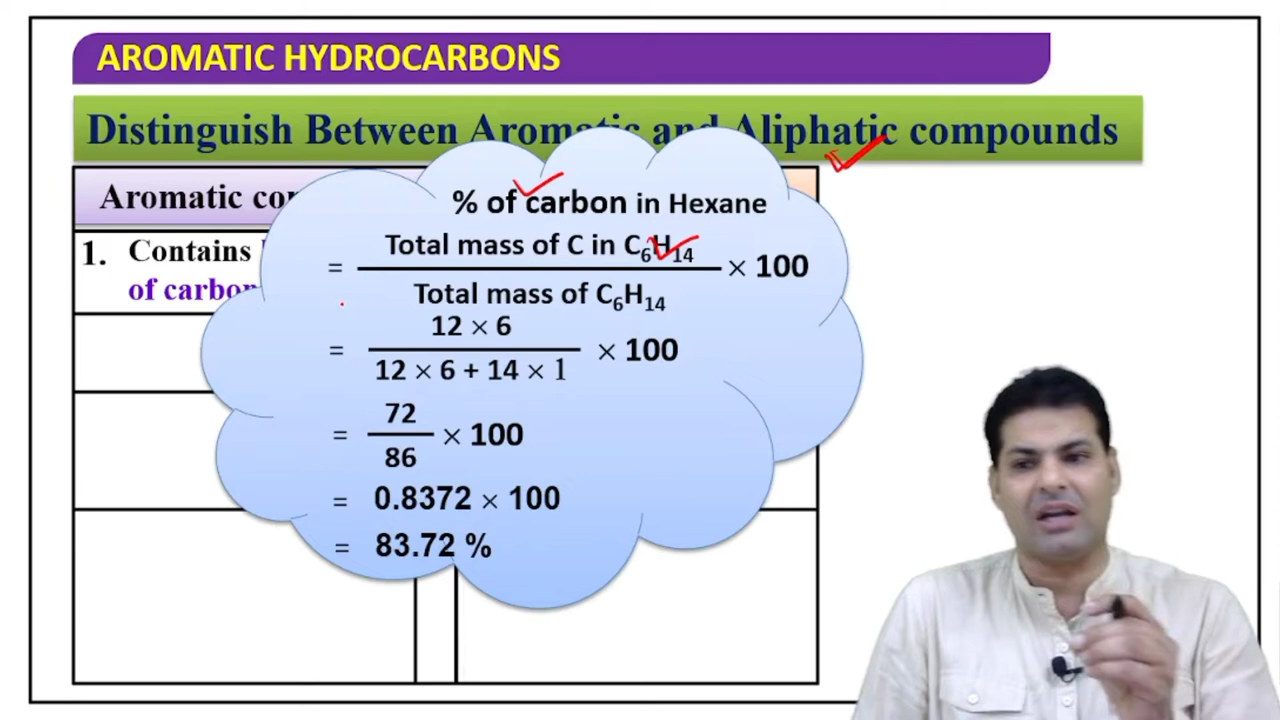 AROMATIC HYDROCARBONS
Distinguish Between Aromatic and Aliphatic compounds
Aromatic
% of carbon in Hexane
1. Contains
of carbon
= Total mass of C in C₆H₁₄ / Total mass of C₆H₁₄ × 100
= 12 × 6 / 12 × 6 + 14 × 1 × 100
= 72 / 86 × 100
= 0.8372 × 100
= 83.72 %